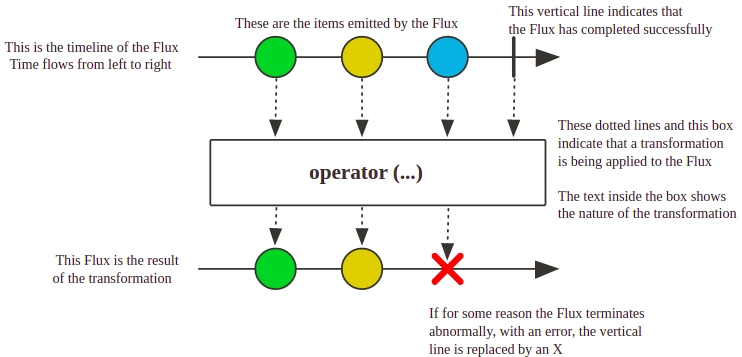 These are the items emitted by the Flux
This vertical line indicates that
the Flux has completed successfully
This is the timeline of the Flux
Time flows from left to right
These dotted lines and this box
indicate that a transformation
is being applied to the Flux
operator (...)
The text inside the box shows
the nature of the transformation
This Flux is the result
of the transformation
If for some reason the Flux terminates
abnormally, with an error, the vertical
line is replaced by an X